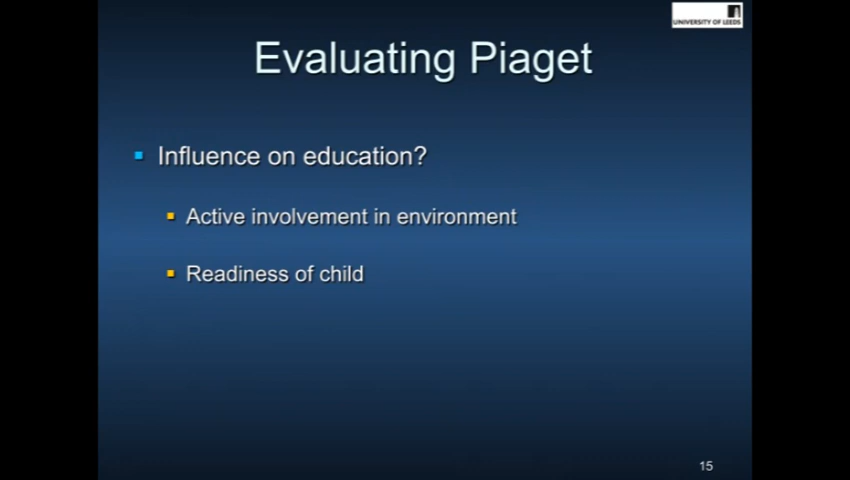 UNIVERSITY OF LEEDS
Evaluating Piaget
Influence on education?
Active involvement in environment
Readiness of child
15